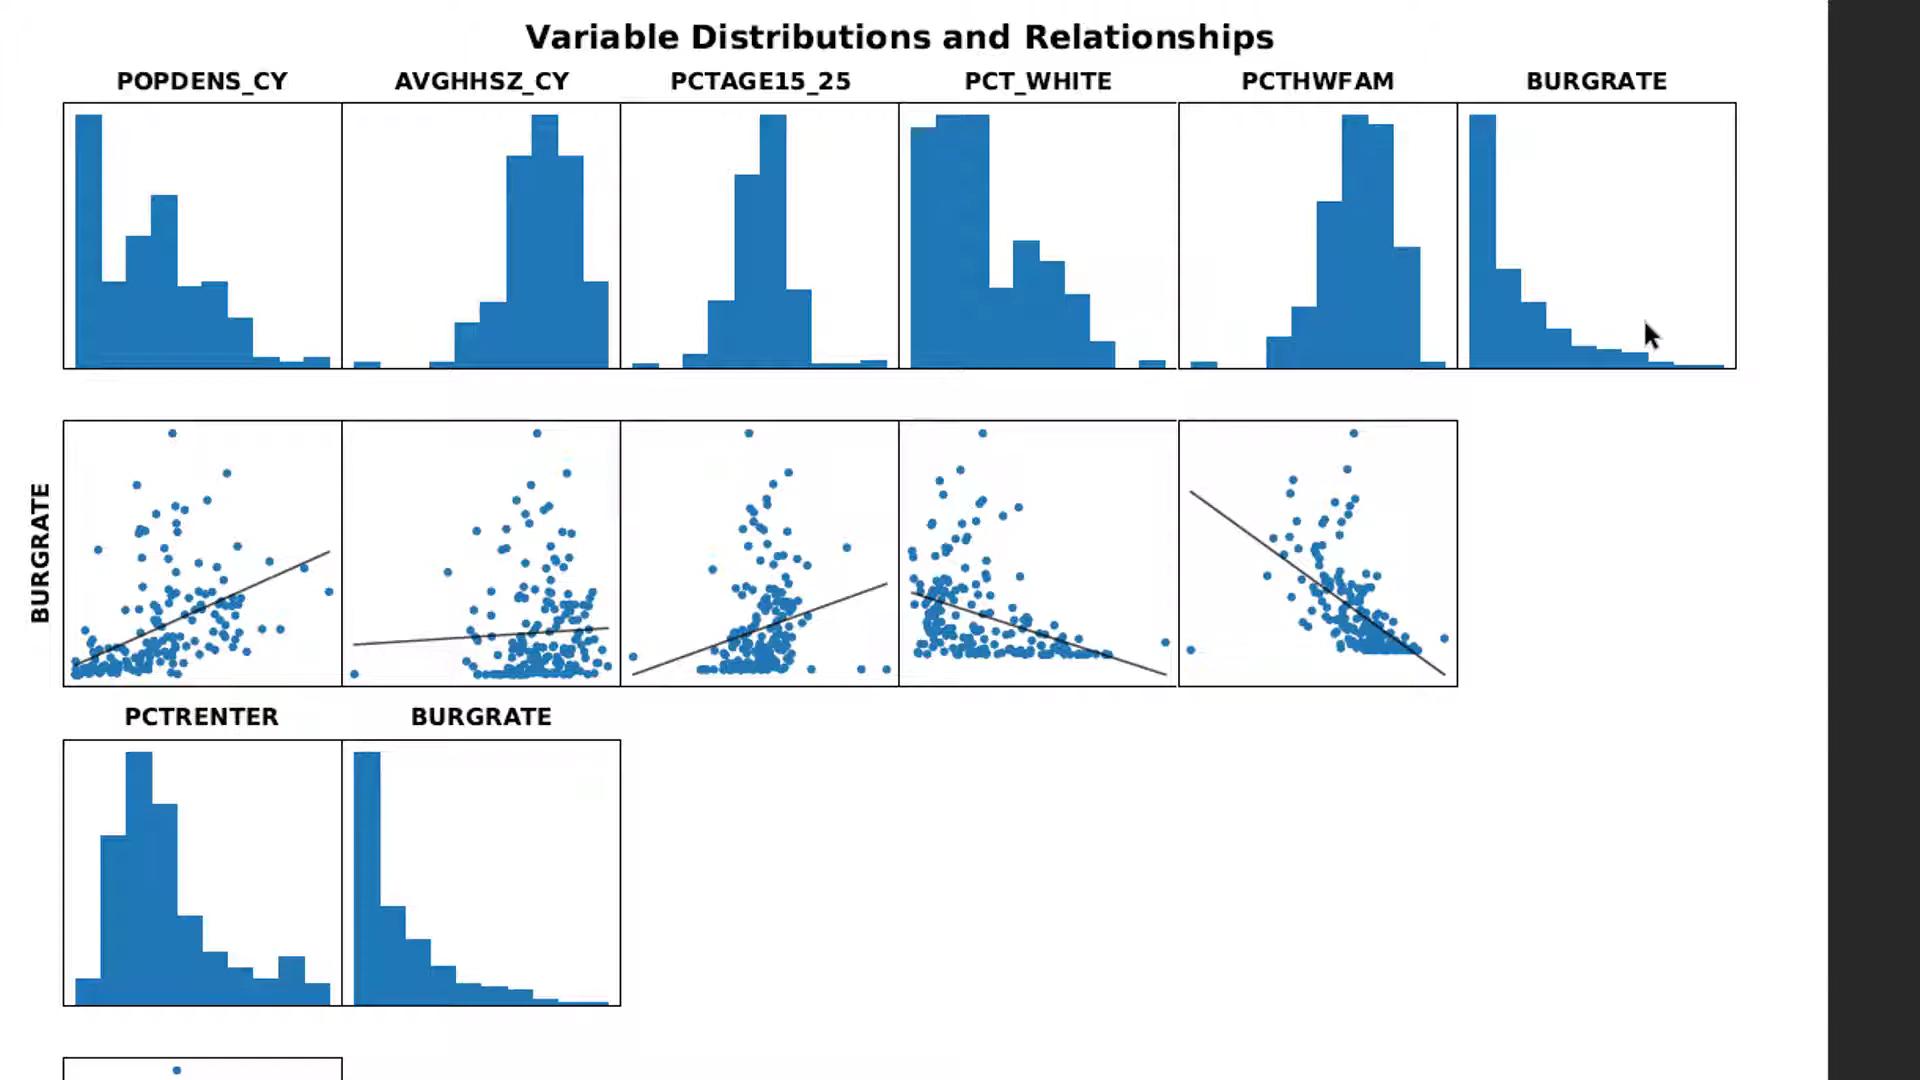 Variable Distributions and Relationships
POPDENS_CY AVGHHSZ_CY PCTAGE15_25 PCT_WHITE PCTHWFAM BURGRATE
BURGRATE
PCTRENTER BURGRATE